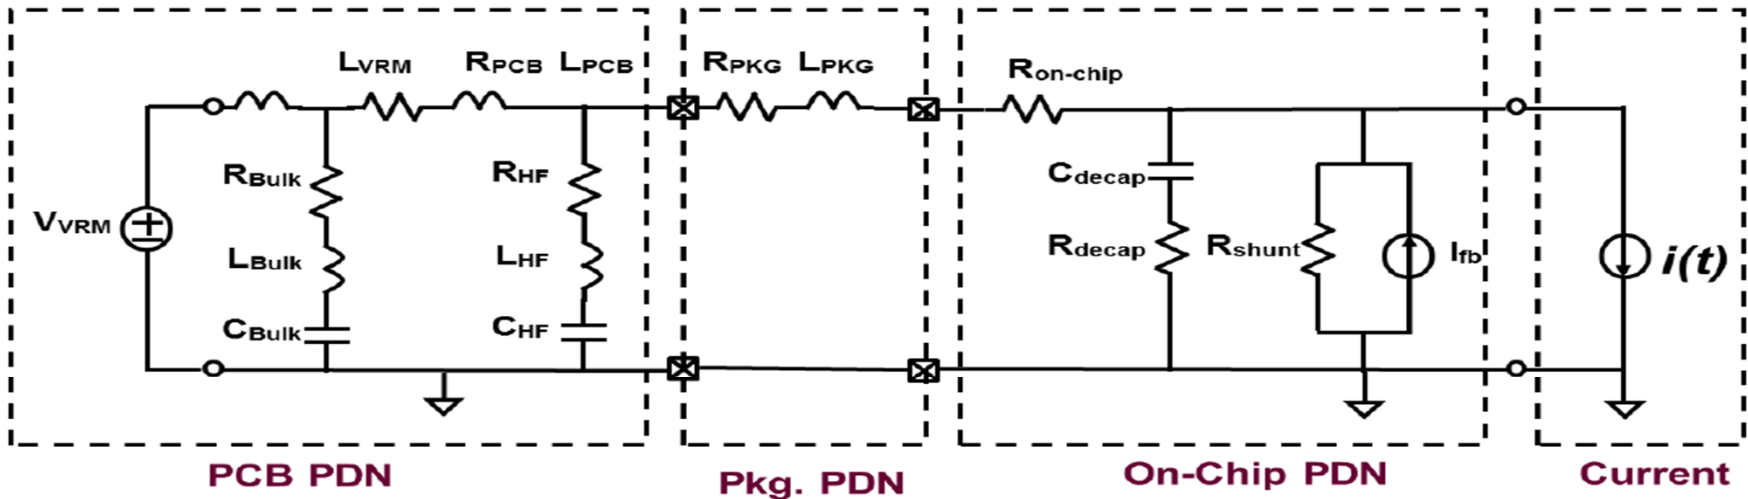 LVRM RPCB LPCB RPKG LPKG Ron-chip
RBulk RHF Cdecap
VVRM LBulk LHF Rdecap Rshunt Ifb i(t)
CBulk CHF
PCB PDN Pkg. PDN On-Chip PDN Current